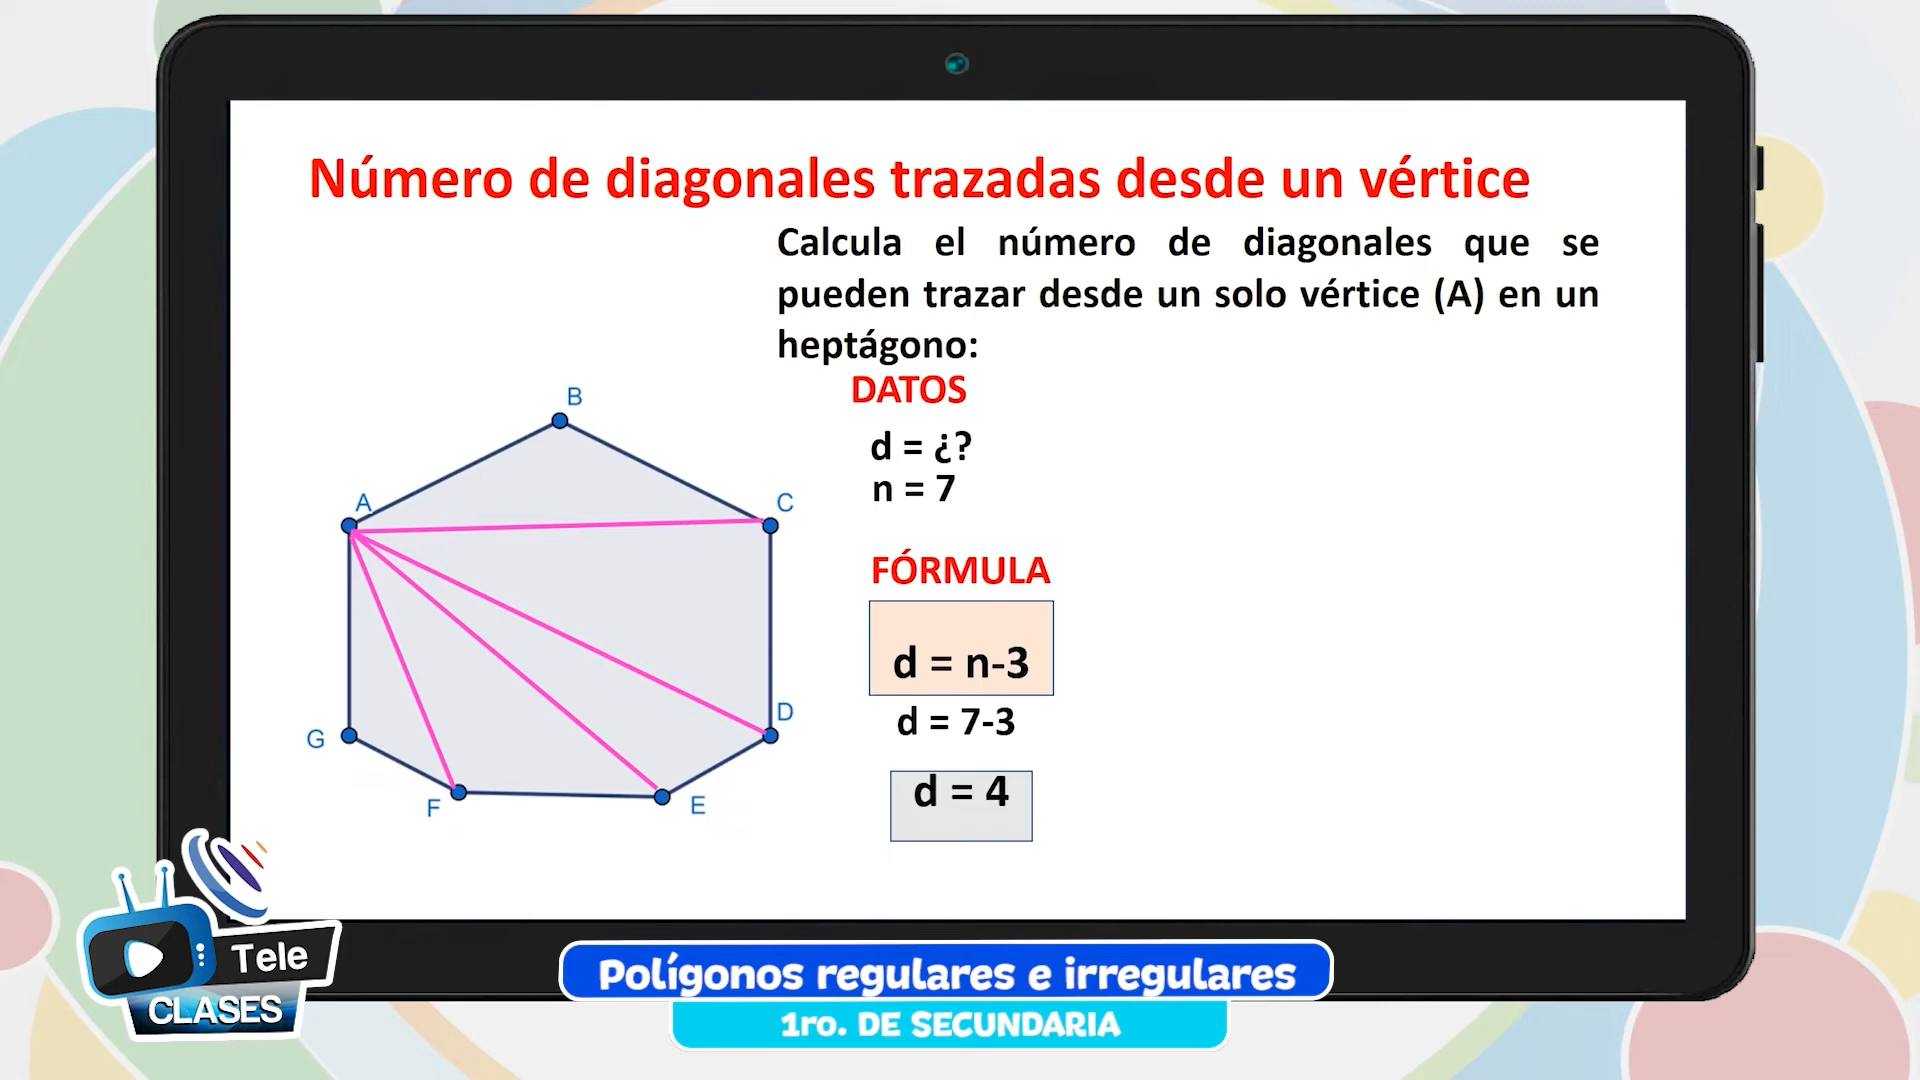 Número de diagonales trazadas desde un vértice
Calcula el número de diagonales que se
pueden trazar desde un solo vértice (A) en un
heptágono:
DATOS
d = ¿?
n = 7
FÓRMULA
d = n-3
d = 7-3
d = 4
B
A
C
D
G
F
E
Tele
CLASES
Polígonos regulares e irregulares
1ro. DE SECUNDARIA